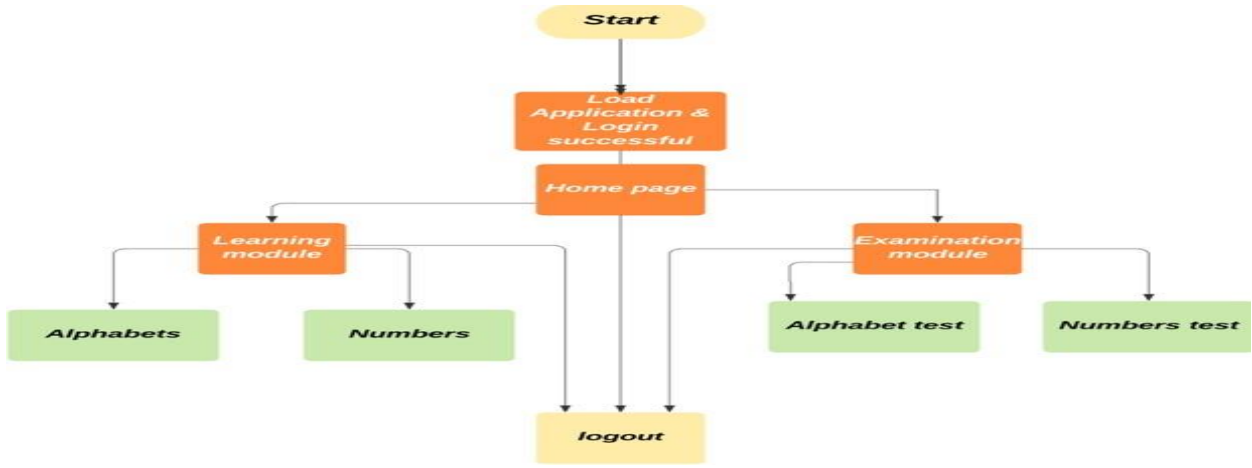 Start
Load
Application &
Login
successful
Home page
Learning
module
Examination
module
Alphabets
Numbers
Alphabet test
Numbers test
logout